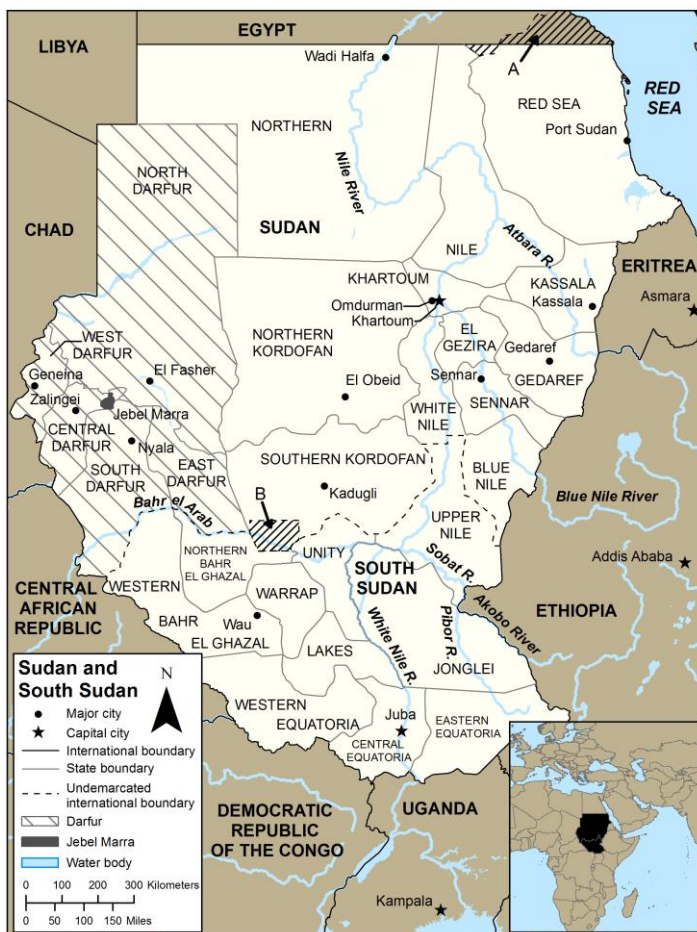 EGYPT
LIBYA
Wadi Halfa
A
RED
SEA
RED SEA
NORTHERN
Port Sudan
NORTH
DARFUR
Nile River
CHAD
SUDAN
NILE
Atbara R.
ERITREA
KHARTOUM
KASSALA
Kassala
Asmara
Omdurman
Khartoum
NORTHERN
KORDOFAN
EL
GEZIRA
Gedaref
GEDAREF
WEST
DARFUR
Geneina
El Fasher
Zalingei
El Obeid
Sennar
SENNAR
Jebel Marra
CENTRAL
DARFUR
WHITE
NILE
Nyala
SOUTH
DARFUR
EAST
DARFUR
SOUTHERN KORDOFAN
BLUE
NILE
Kadugli
Blue Nile River
Bahr el Arab
B
UPPER
NILE
NORTHERN
BAHR
EL GHAZAL
UNITY
SOUTH
SUDAN
Sobat R.
Addis Ababa
CENTRAL
AFRICAN
REPUBLIC
WESTERN
BAHR
EL GHAZAL
WARRAP
Wau
Akobo River
ETHIOPIA
White Nile R.
Pibor R.
LAKES
JONGLEI
WESTERN
EQUATORIA
Juba
CENTRAL
EQUATORIA
EASTERN
EQUATORIA
DEMOCRATIC
REPUBLIC
OF THE CONGO
UGANDA
Kampala
Sudan and
South Sudan
N
Major city
Capital city
International boundary
State boundary
Undemarcated
international boundary
Darfur
Jebel Marra
Water body
0 100 200 300 Kilometers
0 50 100 150 Miles